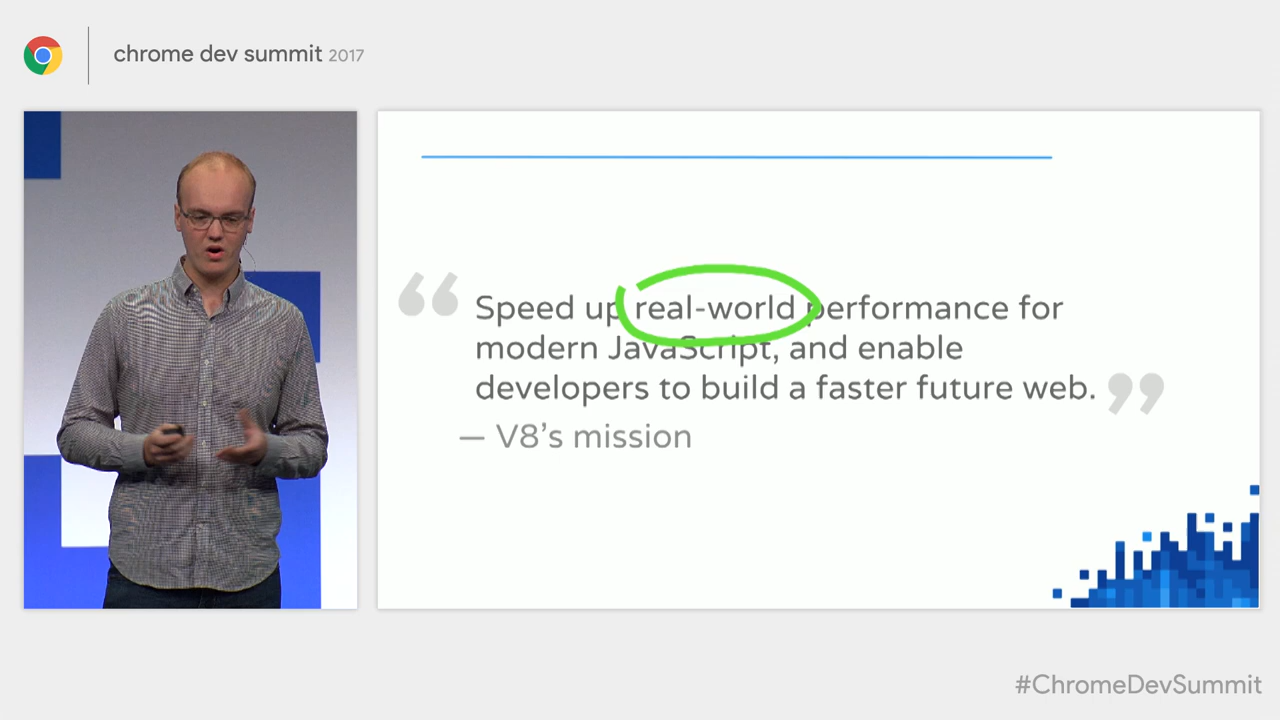 chrome dev summit 2017
“Speed up real-world performance for
modern JavaScript, and enable
developers to build a faster future web.”
— V8’s mission
#ChromeDevSummit